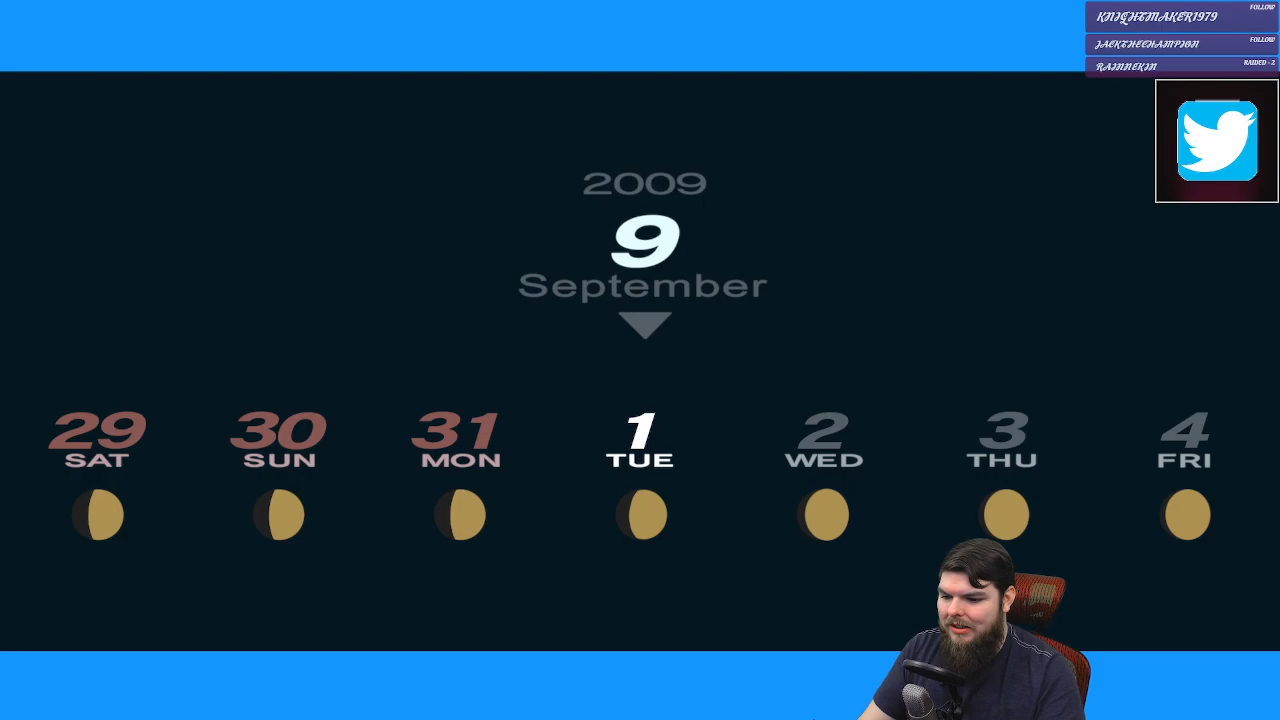 KNIGHTMAKER1979 FOLLOW
JACKTHECHAMPION FOLLOW
RAINNEKIN RAIDED - 2
2009
9
September
29 30 31 1 2 3 4
SAT SUN MON TUE WED THU FRI